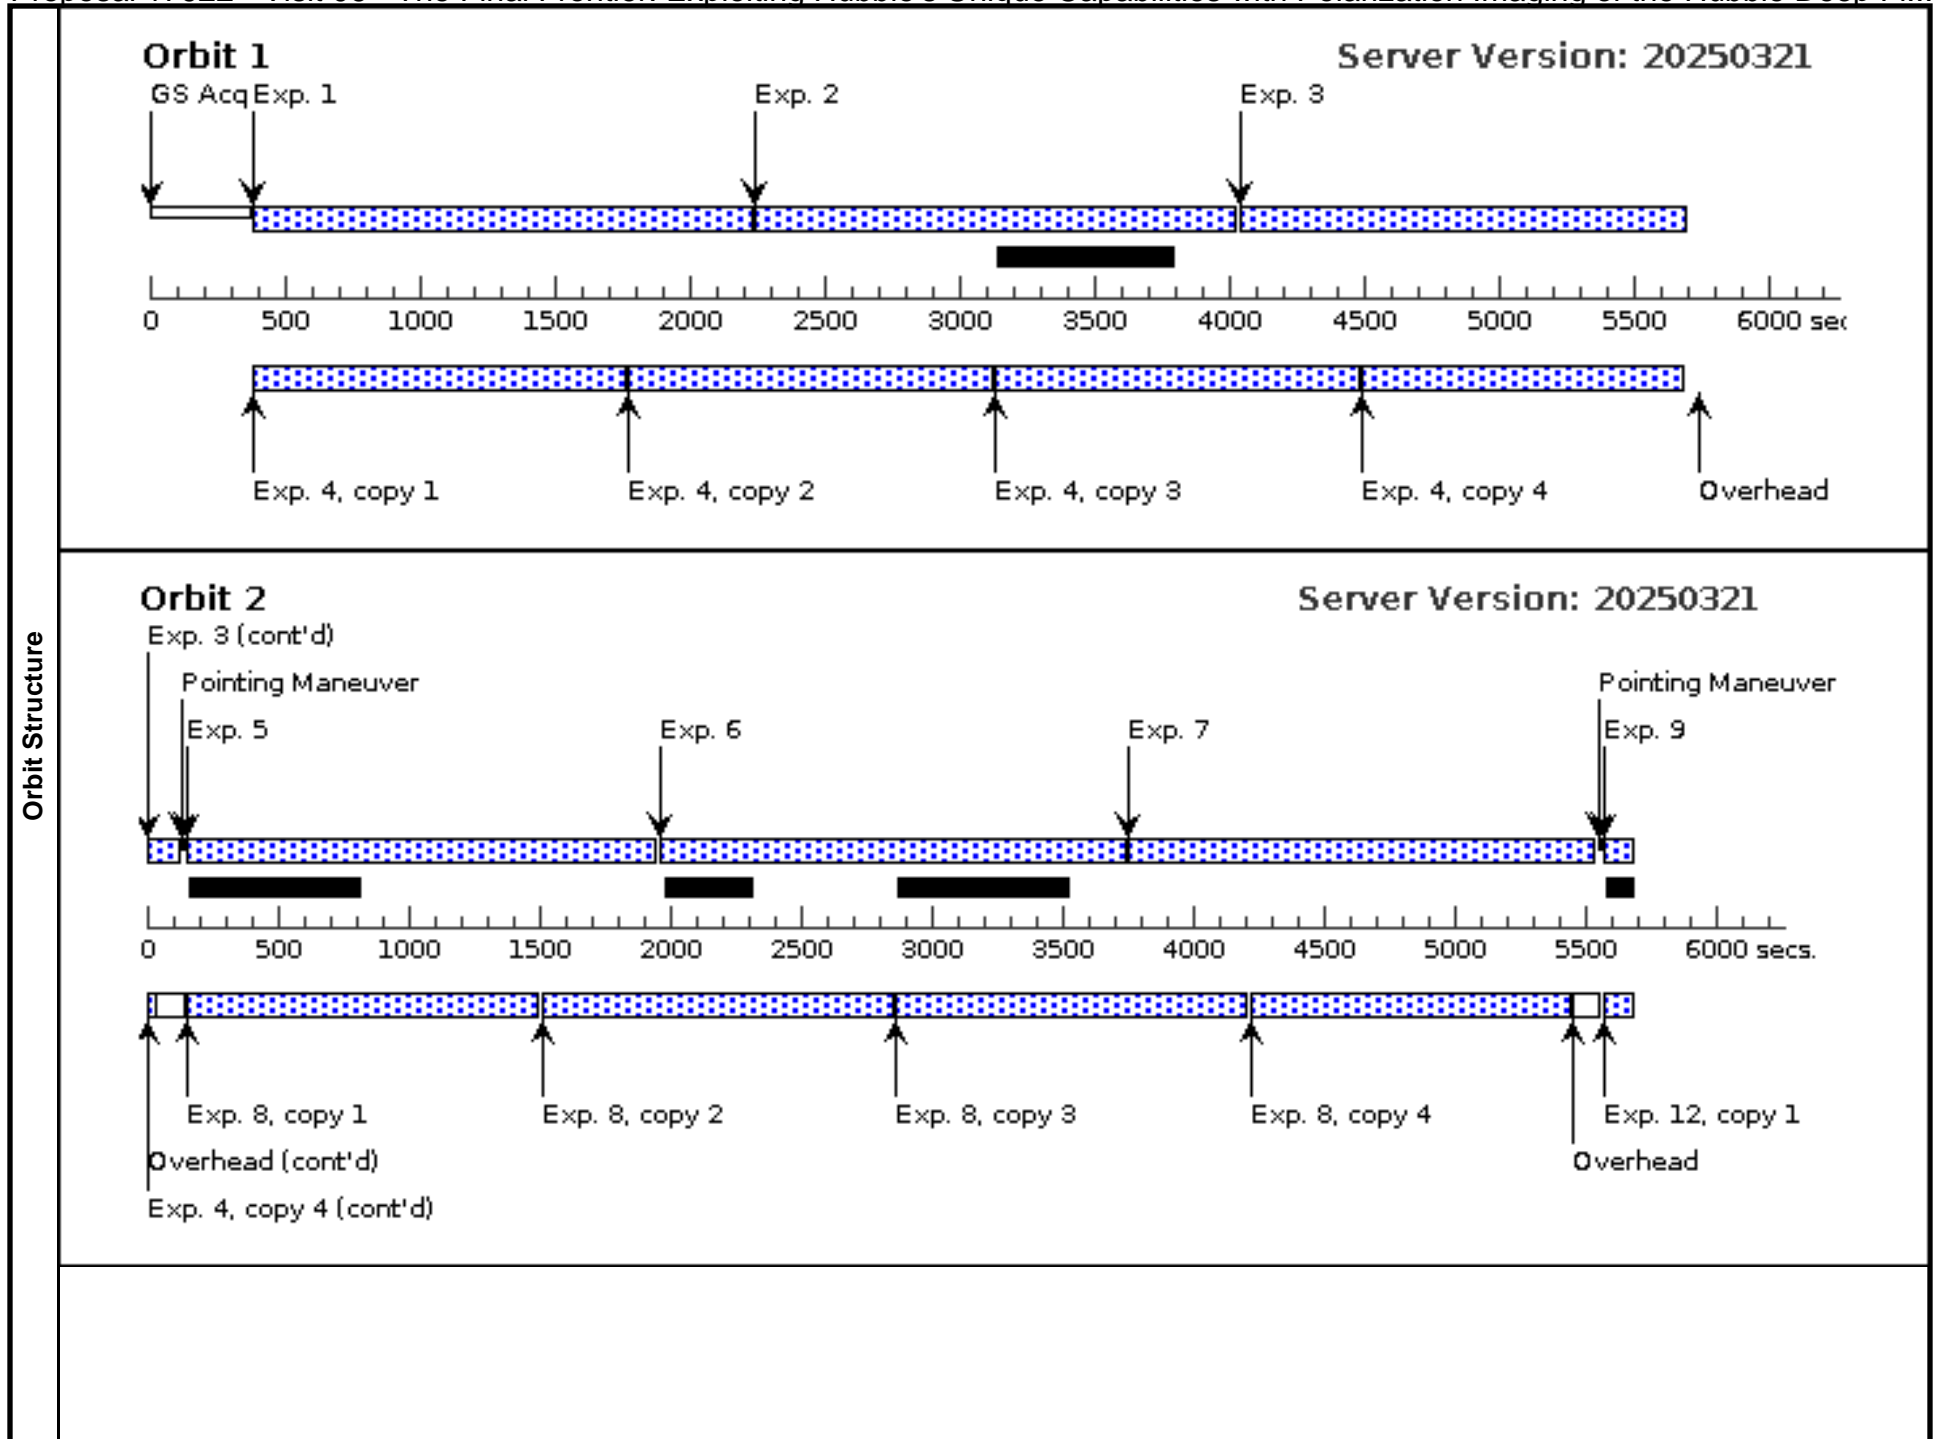 Orbit Structure
Orbit 1 Server Version: 20250321
GS Acq Exp. 1 Exp. 2 Exp. 3
0 500 1000 1500 2000 2500 3000 3500 4000 4500 5000 5500 6000 sec
Exp. 4, copy 1 Exp. 4, copy 2 Exp. 4, copy 3 Exp. 4, copy 4 Overhead
Orbit 2 Server Version: 20250321
Exp. 3 (cont'd)
Pointing Maneuver Pointing Maneuver
Exp. 5 Exp. 6 Exp. 7 Exp. 9
0 500 1000 1500 2000 2500 3000 3500 4000 4500 5000 5500 6000 secs.
Exp. 8, copy 1 Exp. 8, copy 2 Exp. 8, copy 3 Exp. 8, copy 4 Exp. 12, copy 1
Overhead (cont'd) Overhead
Exp. 4, copy 4 (cont'd)